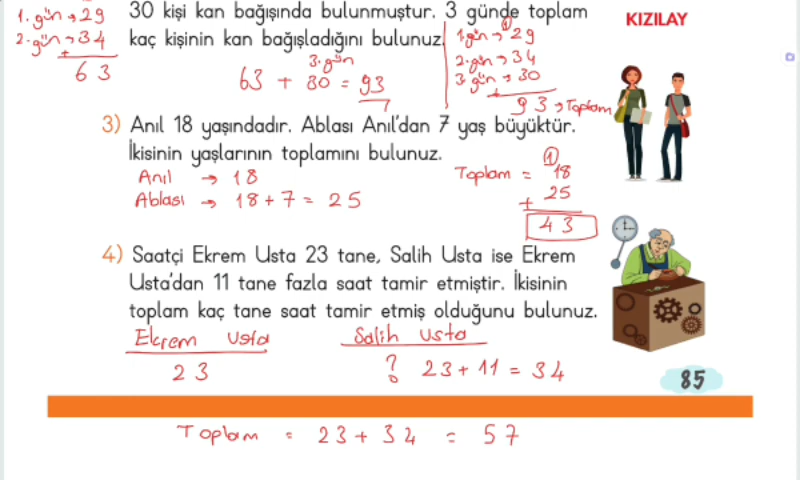 1. gün → 29
2. gün → 34
+
63
30 kişi kan bağışında bulunmuştur. 3 günde toplam
kaç kişinin kan bağışladığını bulunuz.
3. gün
63 + 30 = 93
1
1. gün → 29
2. gün → 34
3. gün → 30
+
93 → Toplam
KIZILAY
3) Anıl 18 yaşındadır. Ablası Anıl'dan 7 yaş büyüktür.
İkisinin yaşlarının toplamını bulunuz.
Anıl → 18
Ablası → 18 + 7 = 25
1
Toplam = 18
+ 25
43
4) Saatçi Ekrem Usta 23 tane, Salih Usta ise Ekrem
Usta'dan 11 tane fazla saat tamir etmiştir. İkisinin
toplam kaç tane saat tamir etmiş olduğunu bulunuz.
Ekrem usta
23
Salih usta
? 23 + 11 = 34
85
Toplam = 23 + 34 = 57